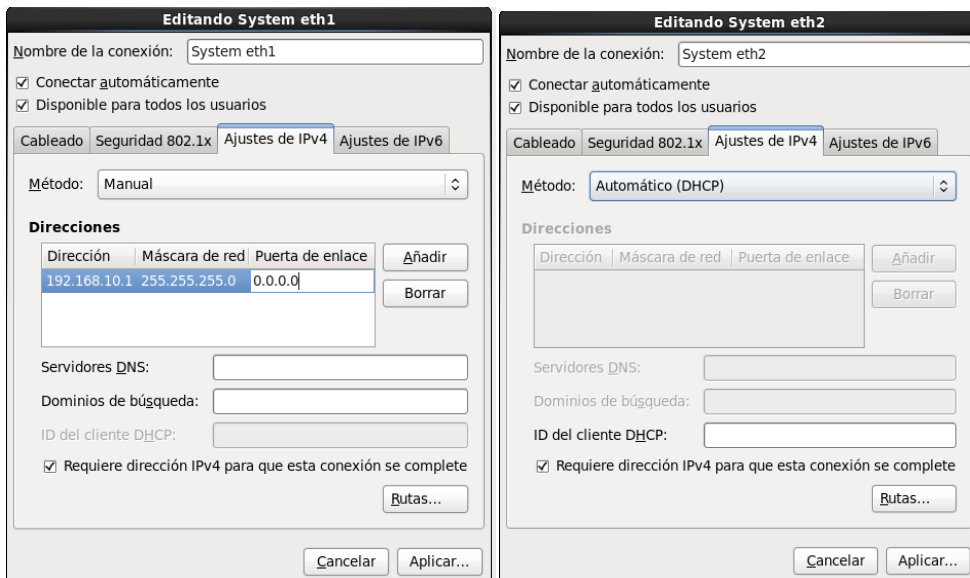 Editando System eth1
Nombre de la conexión: System eth1
Conectar automáticamente
Disponible para todos los usuarios
Cableado Seguridad 802.1x Ajustes de IPv4 Ajustes de IPv6
Método: Manual
Direcciones
Dirección Máscara de red Puerta de enlace
Añadir
192.168.10.1 255.255.255.0 0.0.0.0
Borrar
Servidores DNS:
Dominios de búsqueda:
ID del cliente DHCP:
Requiere dirección IPv4 para que esta conexión se complete
Rutas...
Cancelar Aplicar...
Editando System eth2
Nombre de la conexión: System eth2
Conectar automáticamente
Disponible para todos los usuarios
Cableado Seguridad 802.1x Ajustes de IPv4 Ajustes de IPv6
Método: Automático (DHCP)
Direcciones
Dirección Máscara de red Puerta de enlace
Añadir
Borrar
Servidores DNS:
Dominios de búsqueda:
ID del cliente DHCP:
Requiere dirección IPv4 para que esta conexión se complete
Rutas...
Cancelar Aplicar...